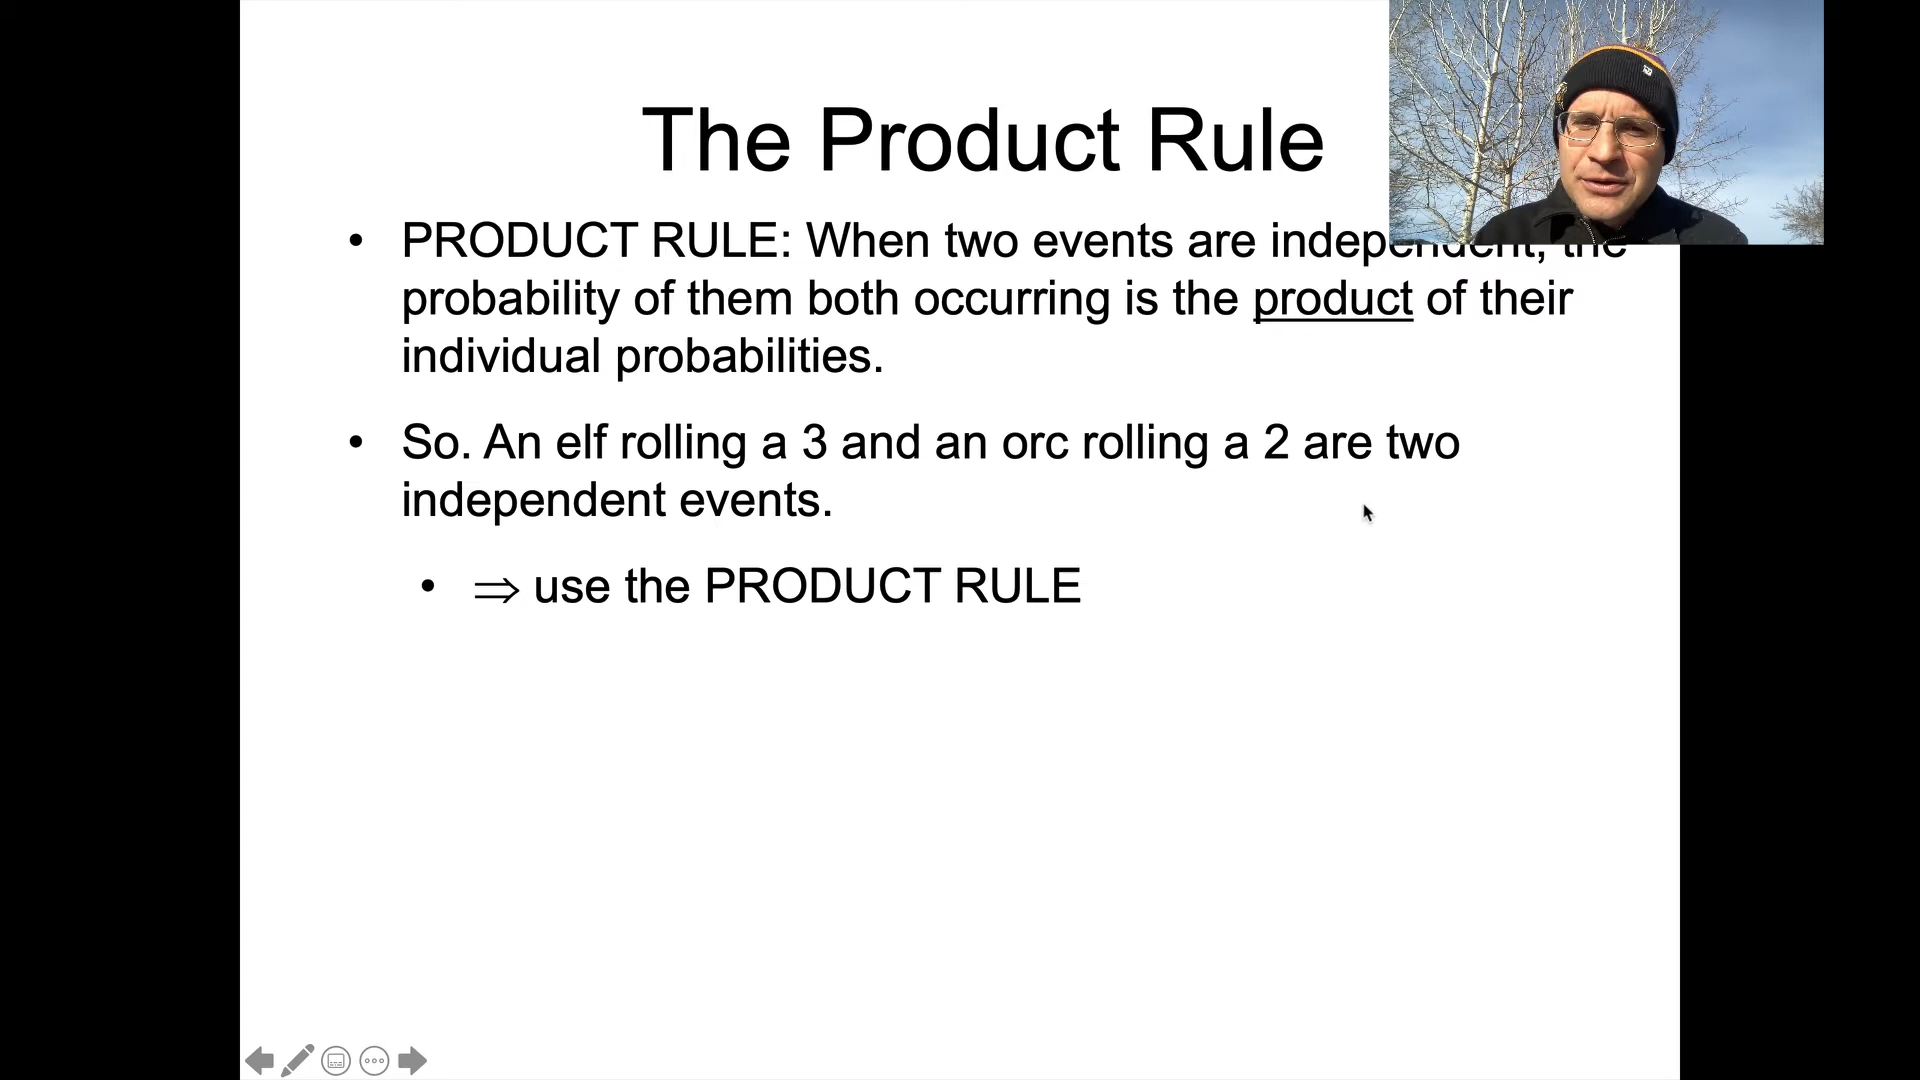 The Product Rule
• PRODUCT RULE: When two events are independent, the
probability of them both occurring is the product of their
individual probabilities.
• So. An elf rolling a 3 and an orc rolling a 2 are two
independent events.
• ⇒ use the PRODUCT RULE